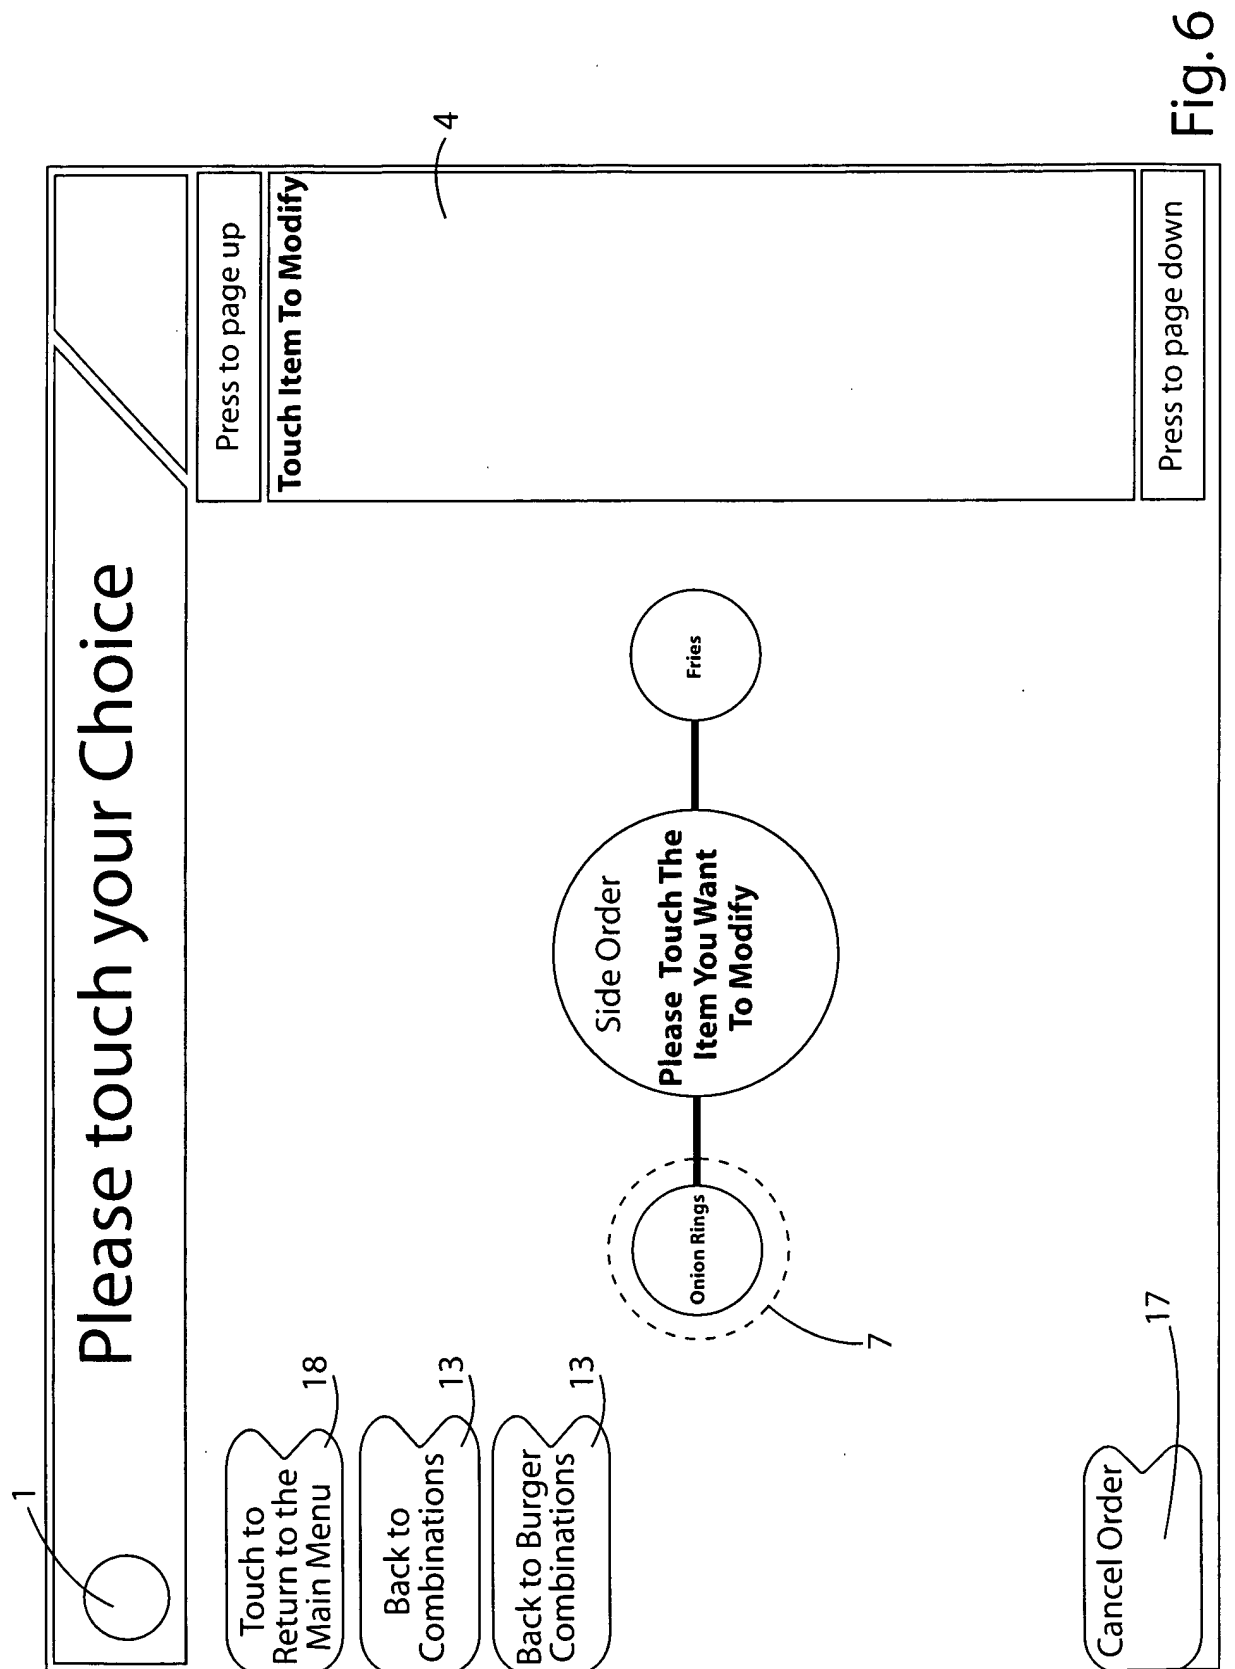 1
Please touch your Choice
Touch to
Return to the
Main Menu
18
Back to
Combinations
13
Back to Burger
Combinations
13
Onion Rings
7
Side Order
Please Touch The
Item You Want
To Modify
Fries
Press to page up
Touch Item To Modify
4
Press to page down
Cancel Order
17
Fig. 6